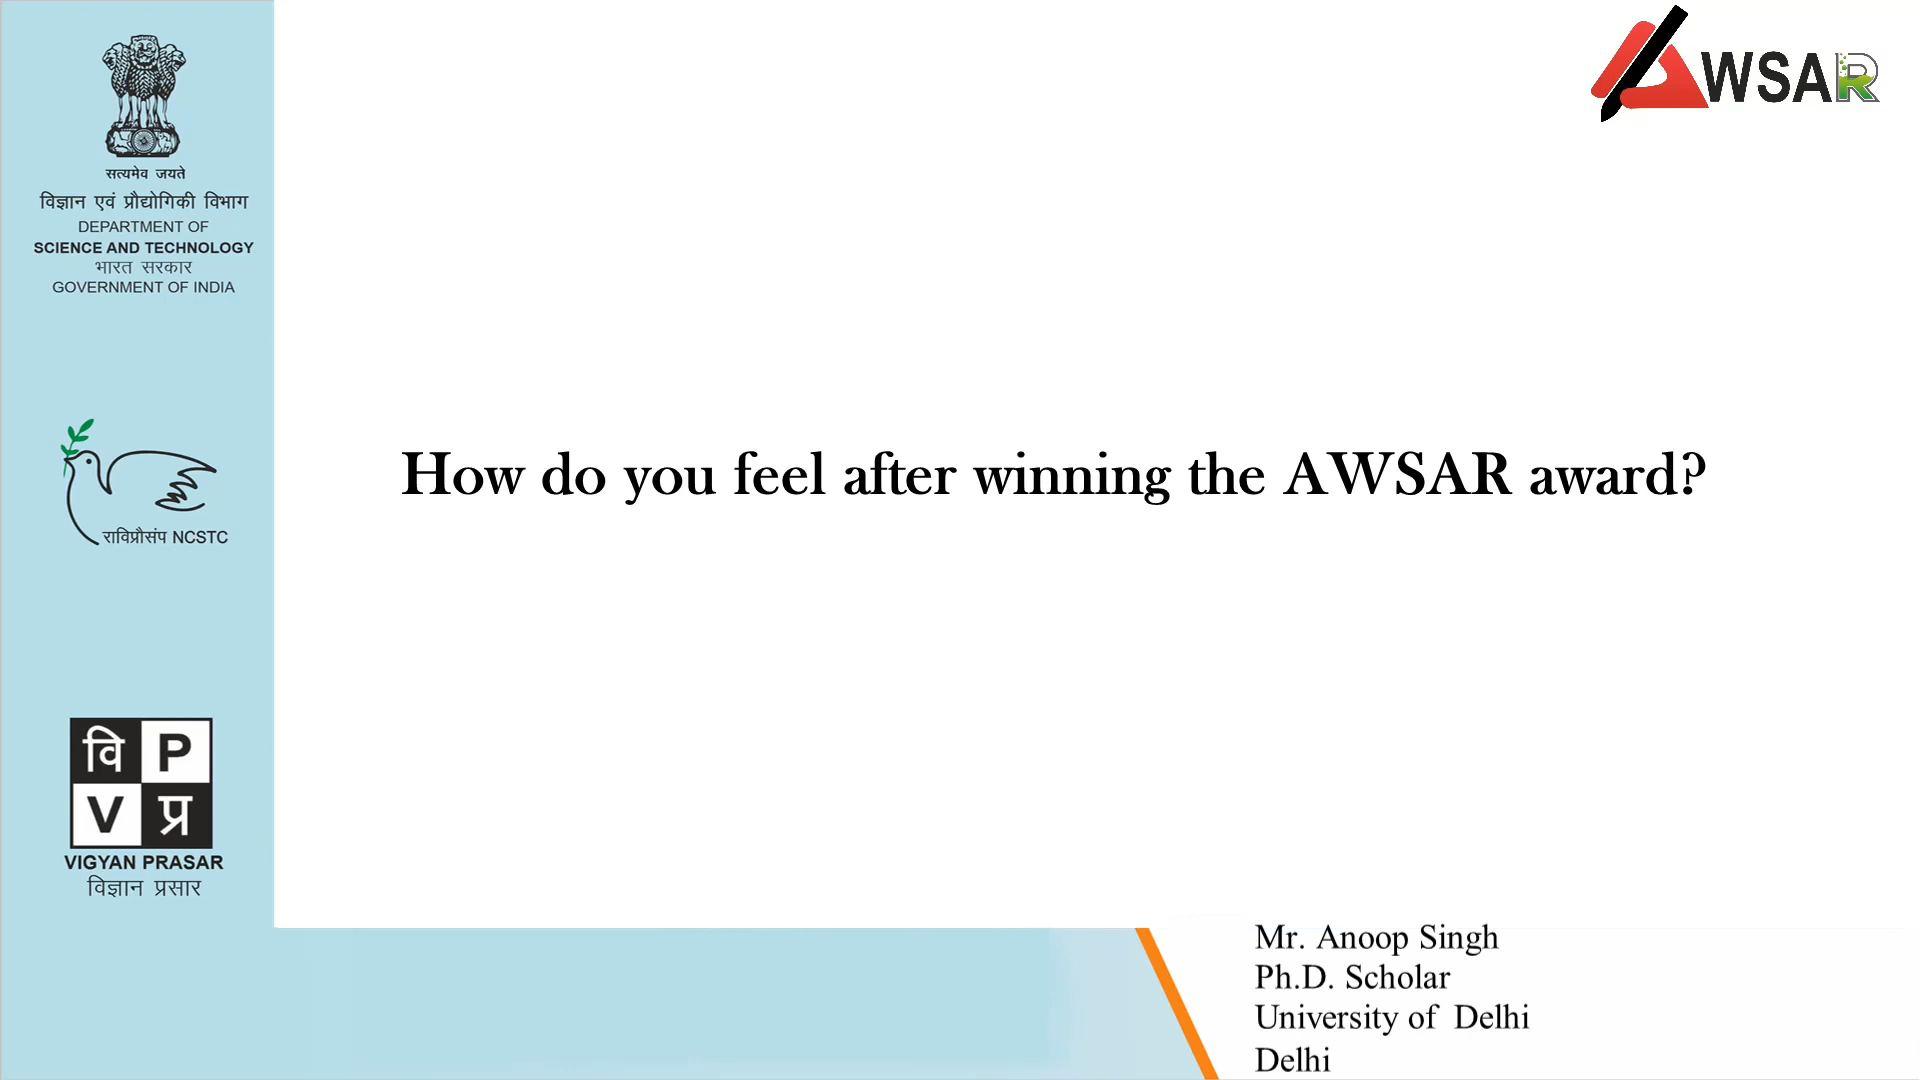 सत्यमेव जयते
विज्ञान एवं प्रौद्योगिकी विभाग
DEPARTMENT OF
SCIENCE AND TECHNOLOGY
भारत सरकार
GOVERNMENT OF INDIA
राविप्रौसंप NCSTC
वि P
V प्र
VIGYAN PRASAR
विज्ञान प्रसार
AWSAR
How do you feel after winning the AWSAR award?
Mr. Anoop Singh
Ph.D. Scholar
University of Delhi
Delhi